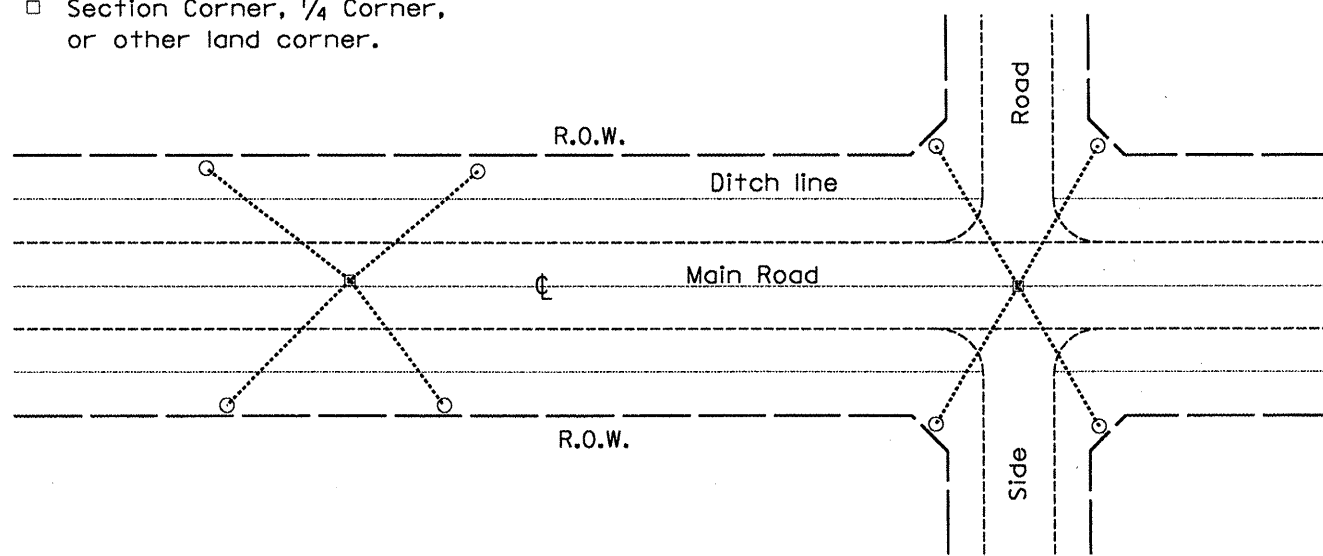 □ Section Corner, 1/4 Corner,
or other land corner.
Road
R.O.W.
Ditch line
Main Road
℄
R.O.W.
Side